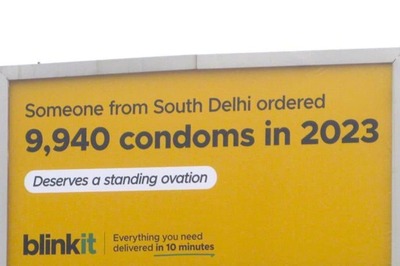 Someone from South Delhi ordered
9,940 condoms in 2023
Deserves a standing ovation
blinkit
Everything you need
delivered in 10 minutes